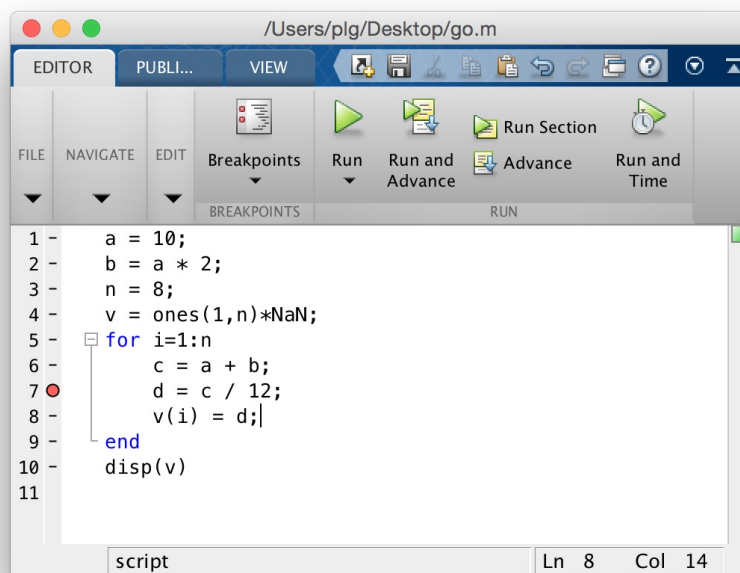 /Users/plg/Desktop/go.m
EDITOR PUBLI... VIEW
FILE NAVIGATE EDIT Breakpoints Run Run and Advance Run Section Advance Run and Time
BREAKPOINTS RUN
1 a = 10;
2 b = a * 2;
3 n = 8;
4 v = ones(1,n)*NaN;
5 for i=1:n
6 c = a + b;
7 d = c / 12;
8 v(i) = d;
9 end
10 disp(v)
11
script Ln 8 Col 14